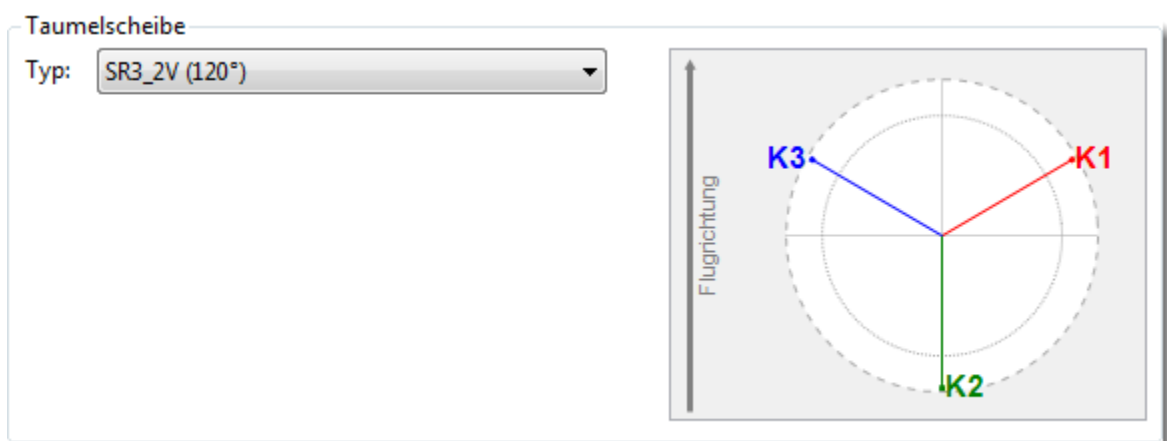 Taumelscheibe
Typ: SR3_2V (120°)
Flugrichtung
K3
K1
K2